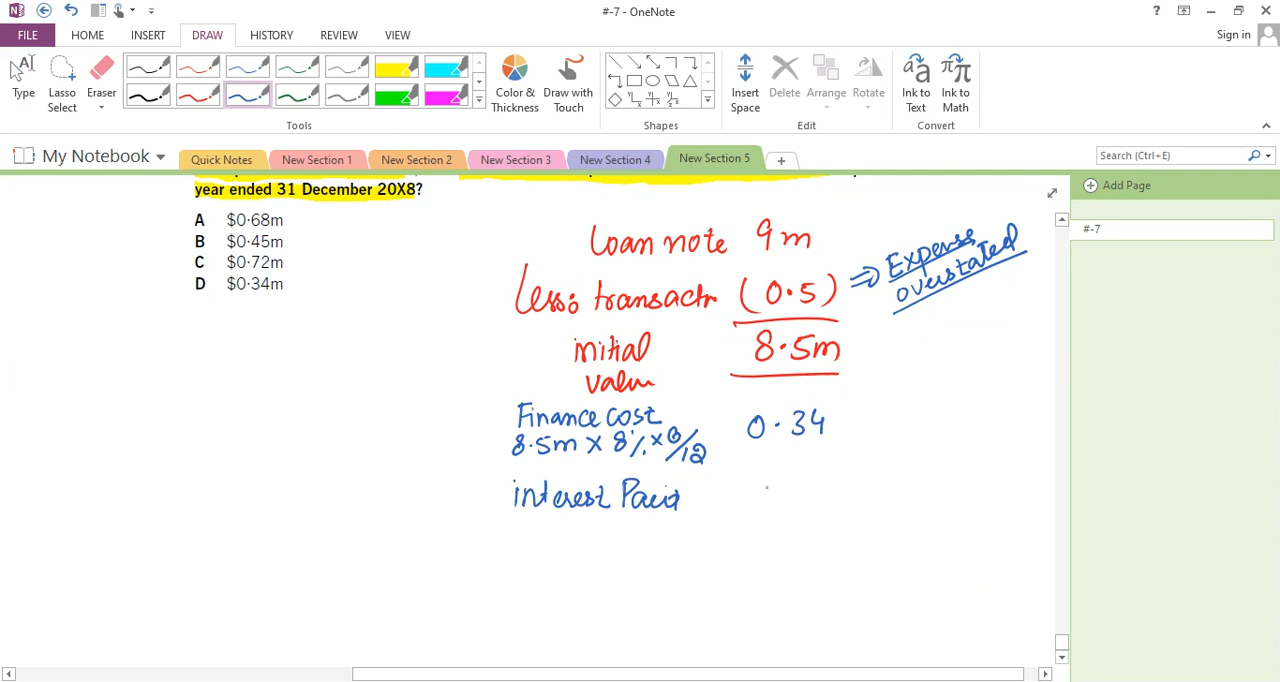 #-7 - OneNote
Sign in
FILE HOME INSERT DRAW HISTORY REVIEW VIEW
Type
Lasso Select
Eraser
Color & Thickness
Draw with Touch
Insert Space
Delete
Arrange
Rotate
Ink to Text
Ink to Math
Tools
Shapes
Edit
Convert
My Notebook
Quick Notes New Section 1 New Section 2 New Section 3 New Section 4 New Section 5
Search (Ctrl+E)
Add Page
#-7
year ended 31 December 20X8?
A $0·68m
B $0·45m
C $0·72m
D $0·34m
Loan note 9m
Less: transactn (0.5) ⇒ Expense overstated
initial value 8.5m
Finance cost
8.5m x 8% x 6/12 0.34
interest Paid